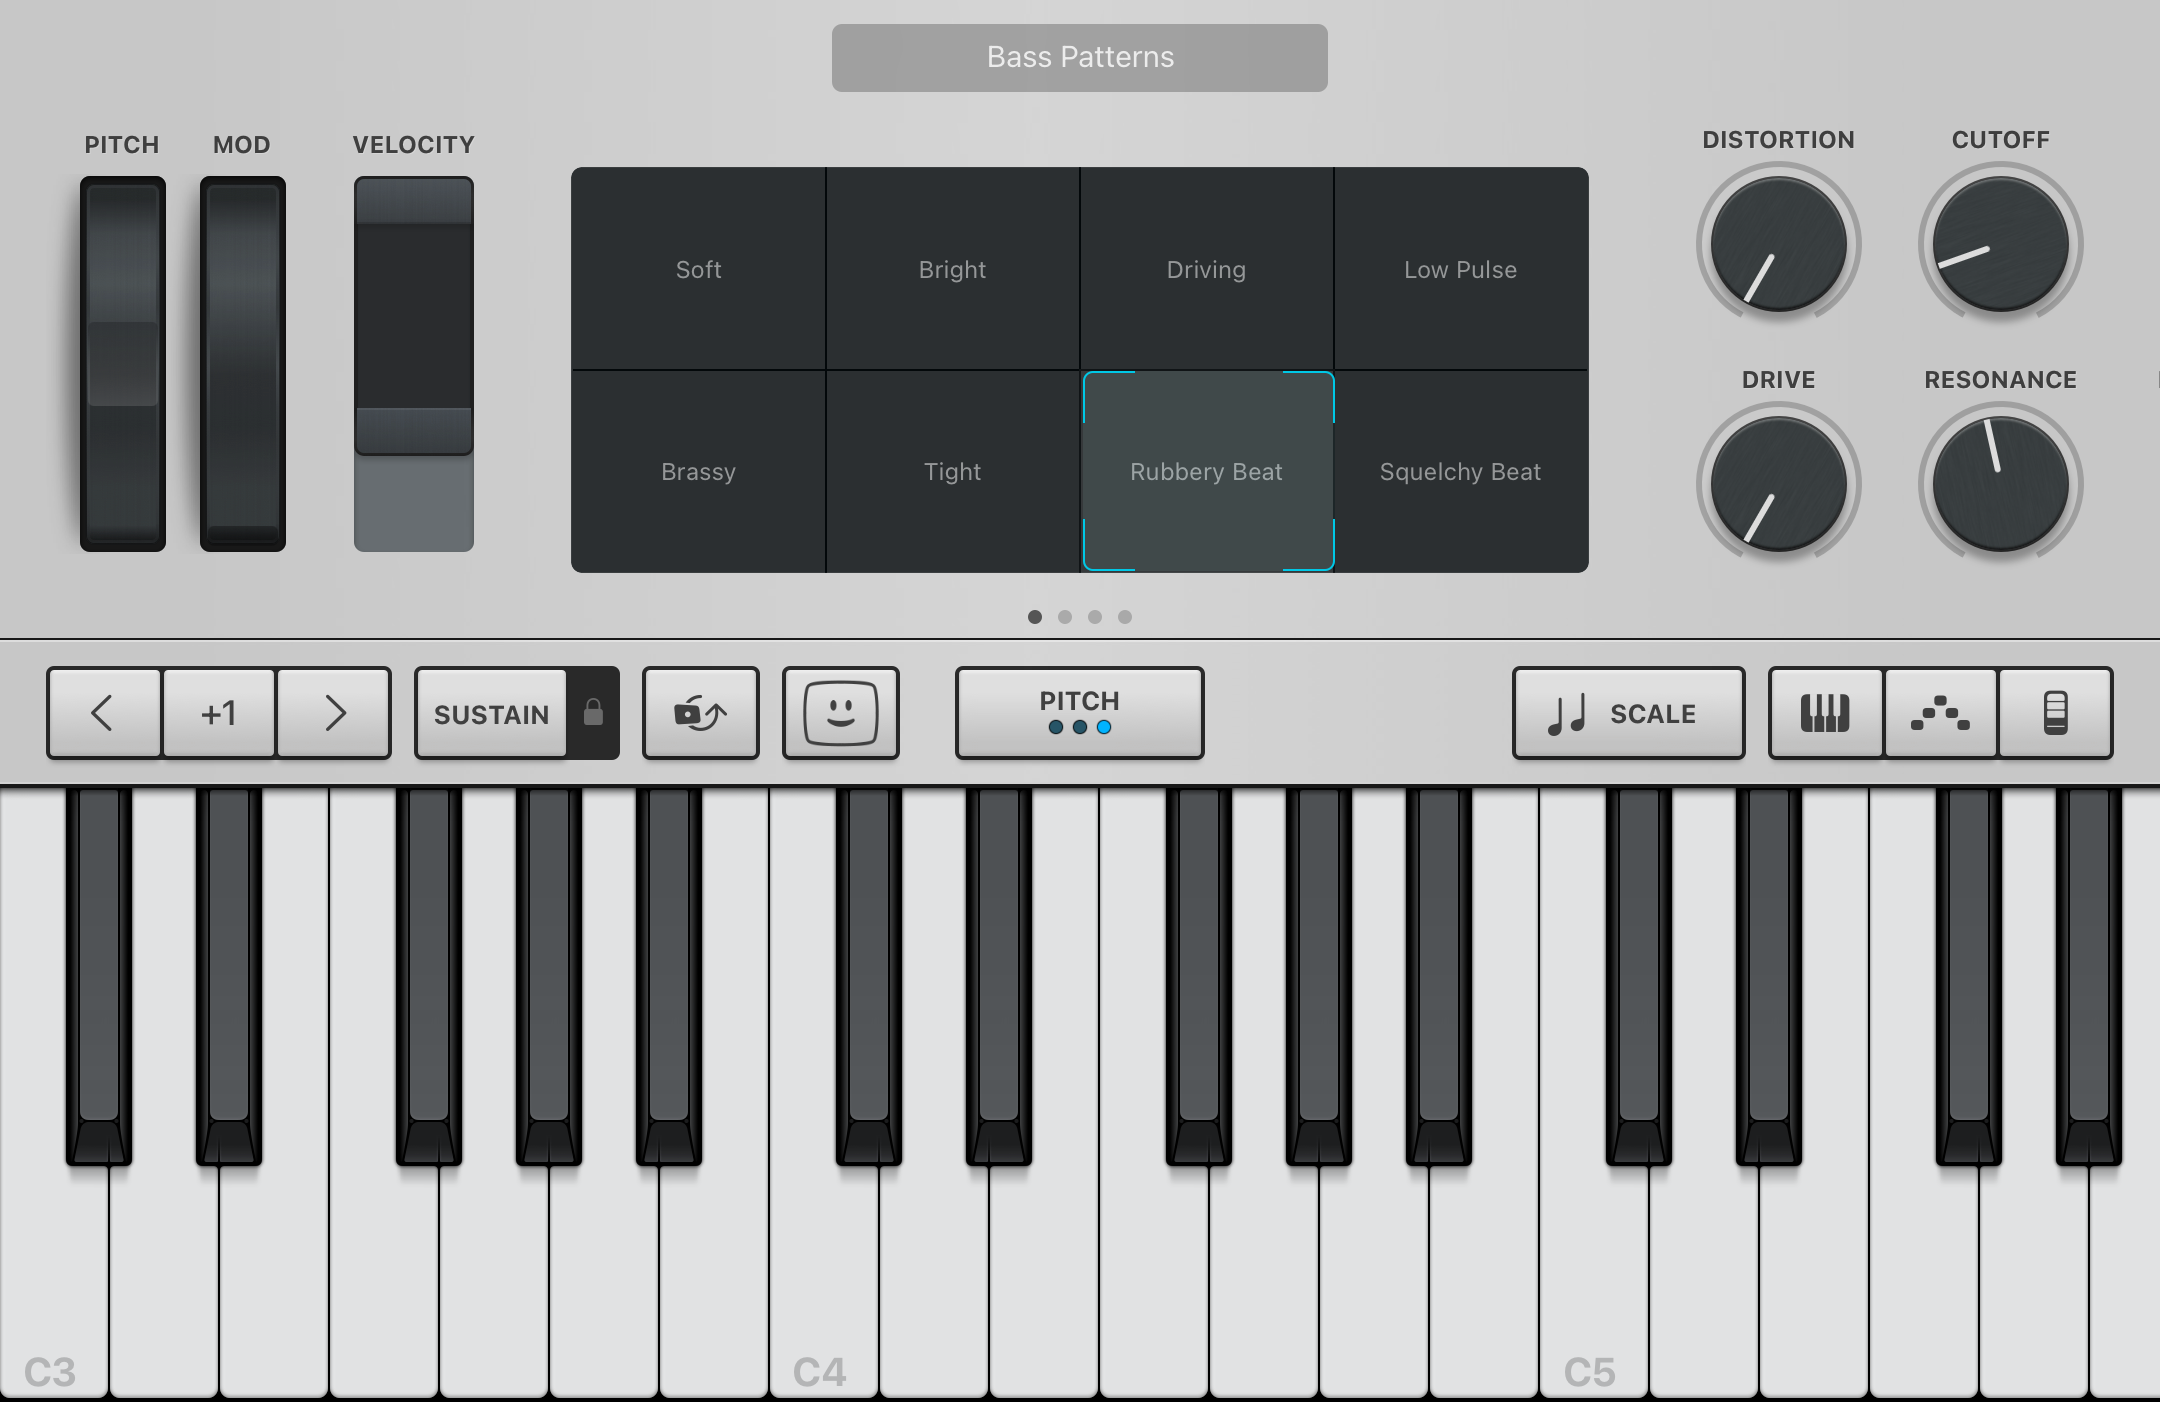 Bass Patterns
PITCH MOD VELOCITY
DISTORTION CUTOFF
Soft Bright Driving Low Pulse
DRIVE RESONANCE
Brassy Tight Rubbery Beat Squelchy Beat
+1 SUSTAIN PITCH SCALE
C3 C4 C5